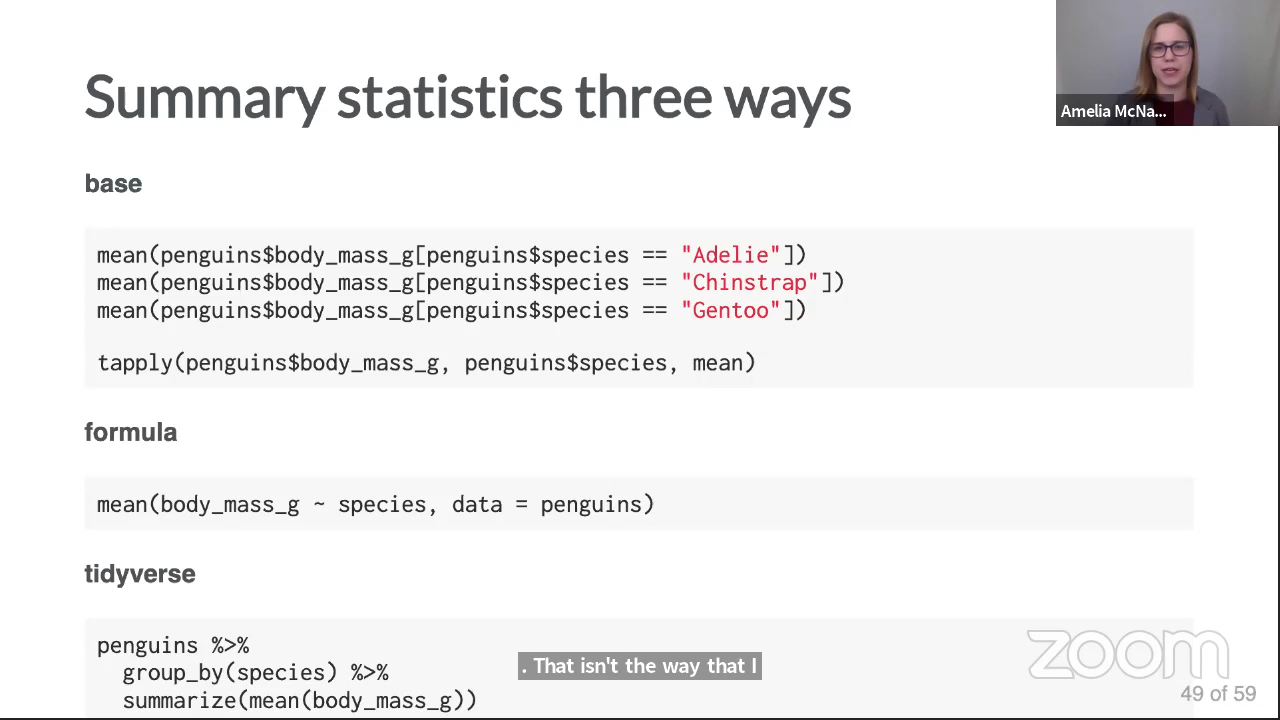 Summary statistics three ways
Amelia McNa...
base
mean(penguins$body_mass_g[penguins$species == "Adelie"])
mean(penguins$body_mass_g[penguins$species == "Chinstrap"])
mean(penguins$body_mass_g[penguins$species == "Gentoo"])
tapply(penguins$body_mass_g, penguins$species, mean)
formula
mean(body_mass_g ~ species, data = penguins)
tidyverse
penguins %>%
group_by(species) %>%
summarize(mean(body_mass_g))
. That isn't the way that I
zoom
49 of 59